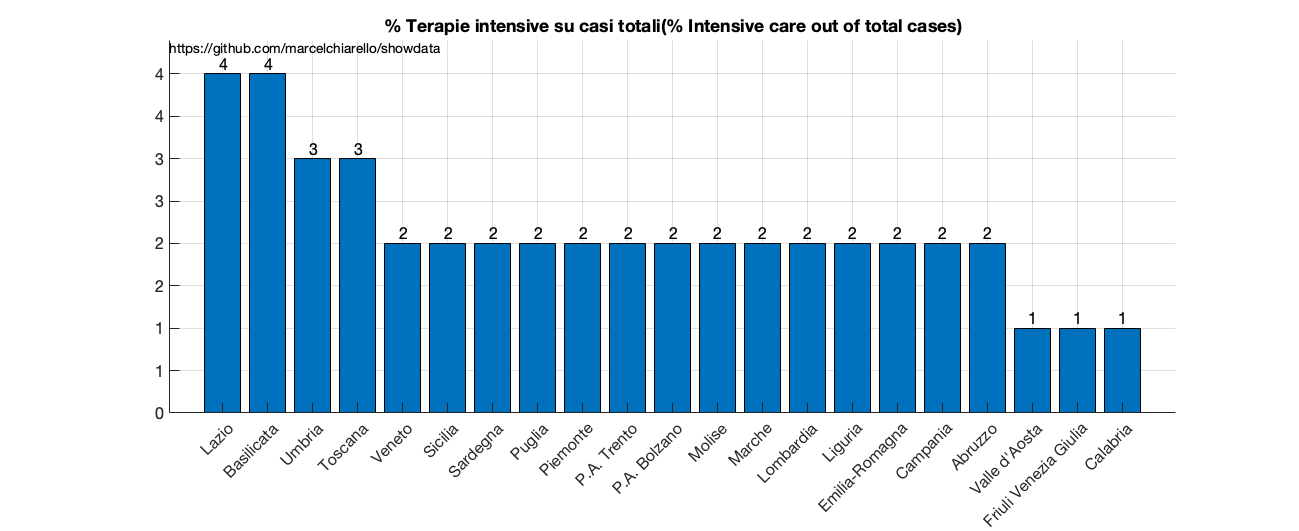 % Terapie intensive su casi totali(% Intensive care out of total cases)
https://github.com/marcelchiarello/showdata
4
4
3
3
2
2
1
1
0
4 4 3 3 2 2 2 2 2 2 2 2 2 2 2 2 2 2 1 1 1
Lazio
Basilicata
Umbria
Toscana
Veneto
Sicilia
Sardegna
Puglia
Piemonte
P.A. Trento
P.A. Bolzano
Molise
Marche
Lombardia
Liguria
Emilia-Romagna
Campania
Abruzzo
Valle d'Aosta
Friuli Venezia Giulia
Calabria